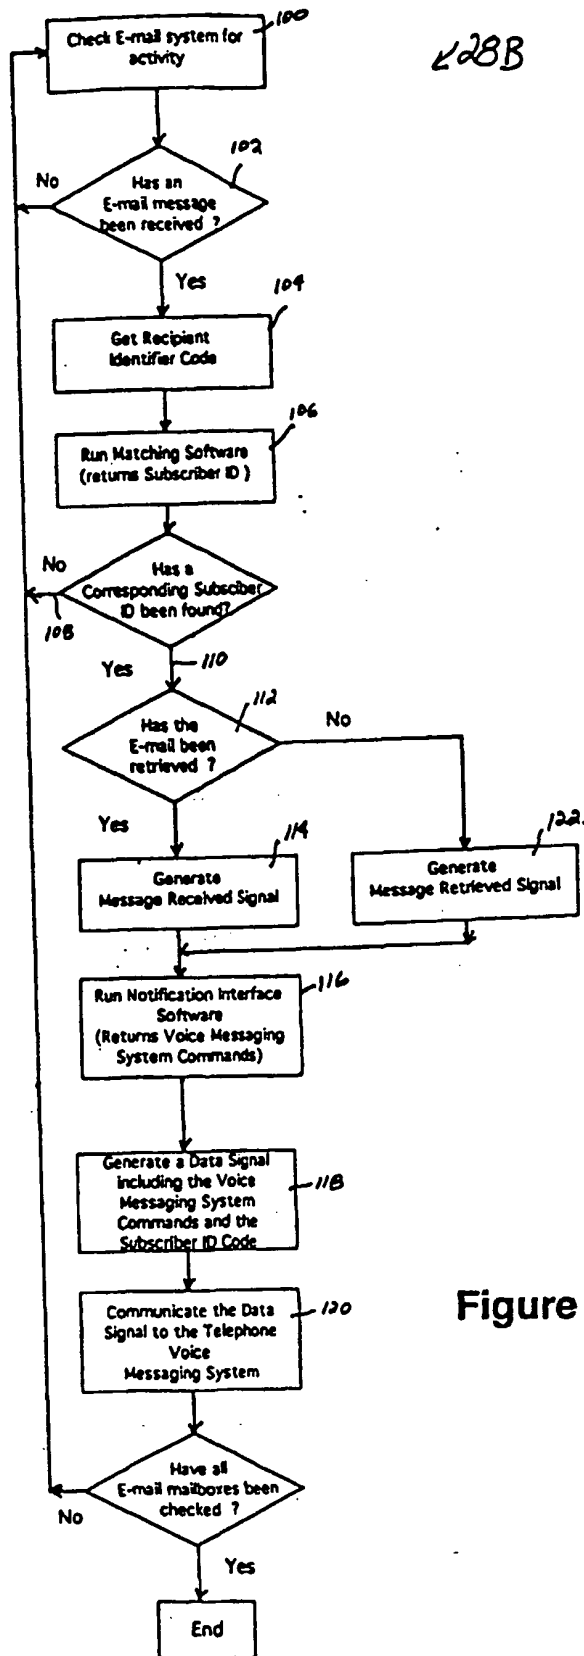 100
Check E-mail system for
activity
28B
102
No
Has an
E-mail message
been received ?
Yes
104
Get Recipient
Identifier Code
106
Run Matching Software
(returns Subscriber ID )
No
Has a
Corresponding Subsciber
ID been found?
108
Yes
110
112
Has the
E-mail been
retrieved ?
No
Yes
114
Generate
Message Received Signal
122
Generate
Message Retrieved Signal
116
Run Notification Interface
Software
(Returns Voice Messaging
System Commands)
Generate a Data Signal
including the Voice
Messaging System
Commands and the
Subscriber ID Code
118
Communicate the Data
Signal to the Telephone
Voice
Messaging System
120
Figure
Have all
E-mail mailboxes been
checked ?
No
Yes
End